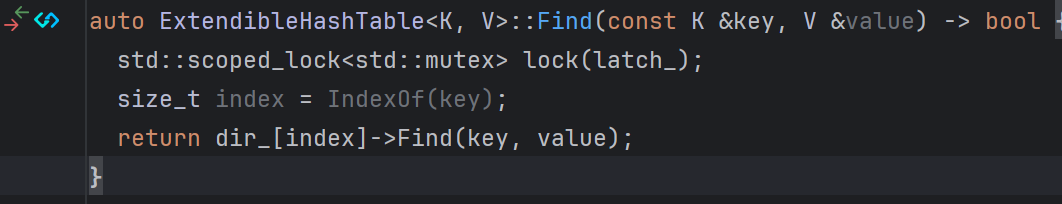 auto ExtendibleHashTable<K, V>::Find(const K &key, V &value) -> bool {
  std::scoped_lock<std::mutex> lock(latch_);
  size_t index = IndexOf(key);
  return dir_[index]->Find(key, value);
}